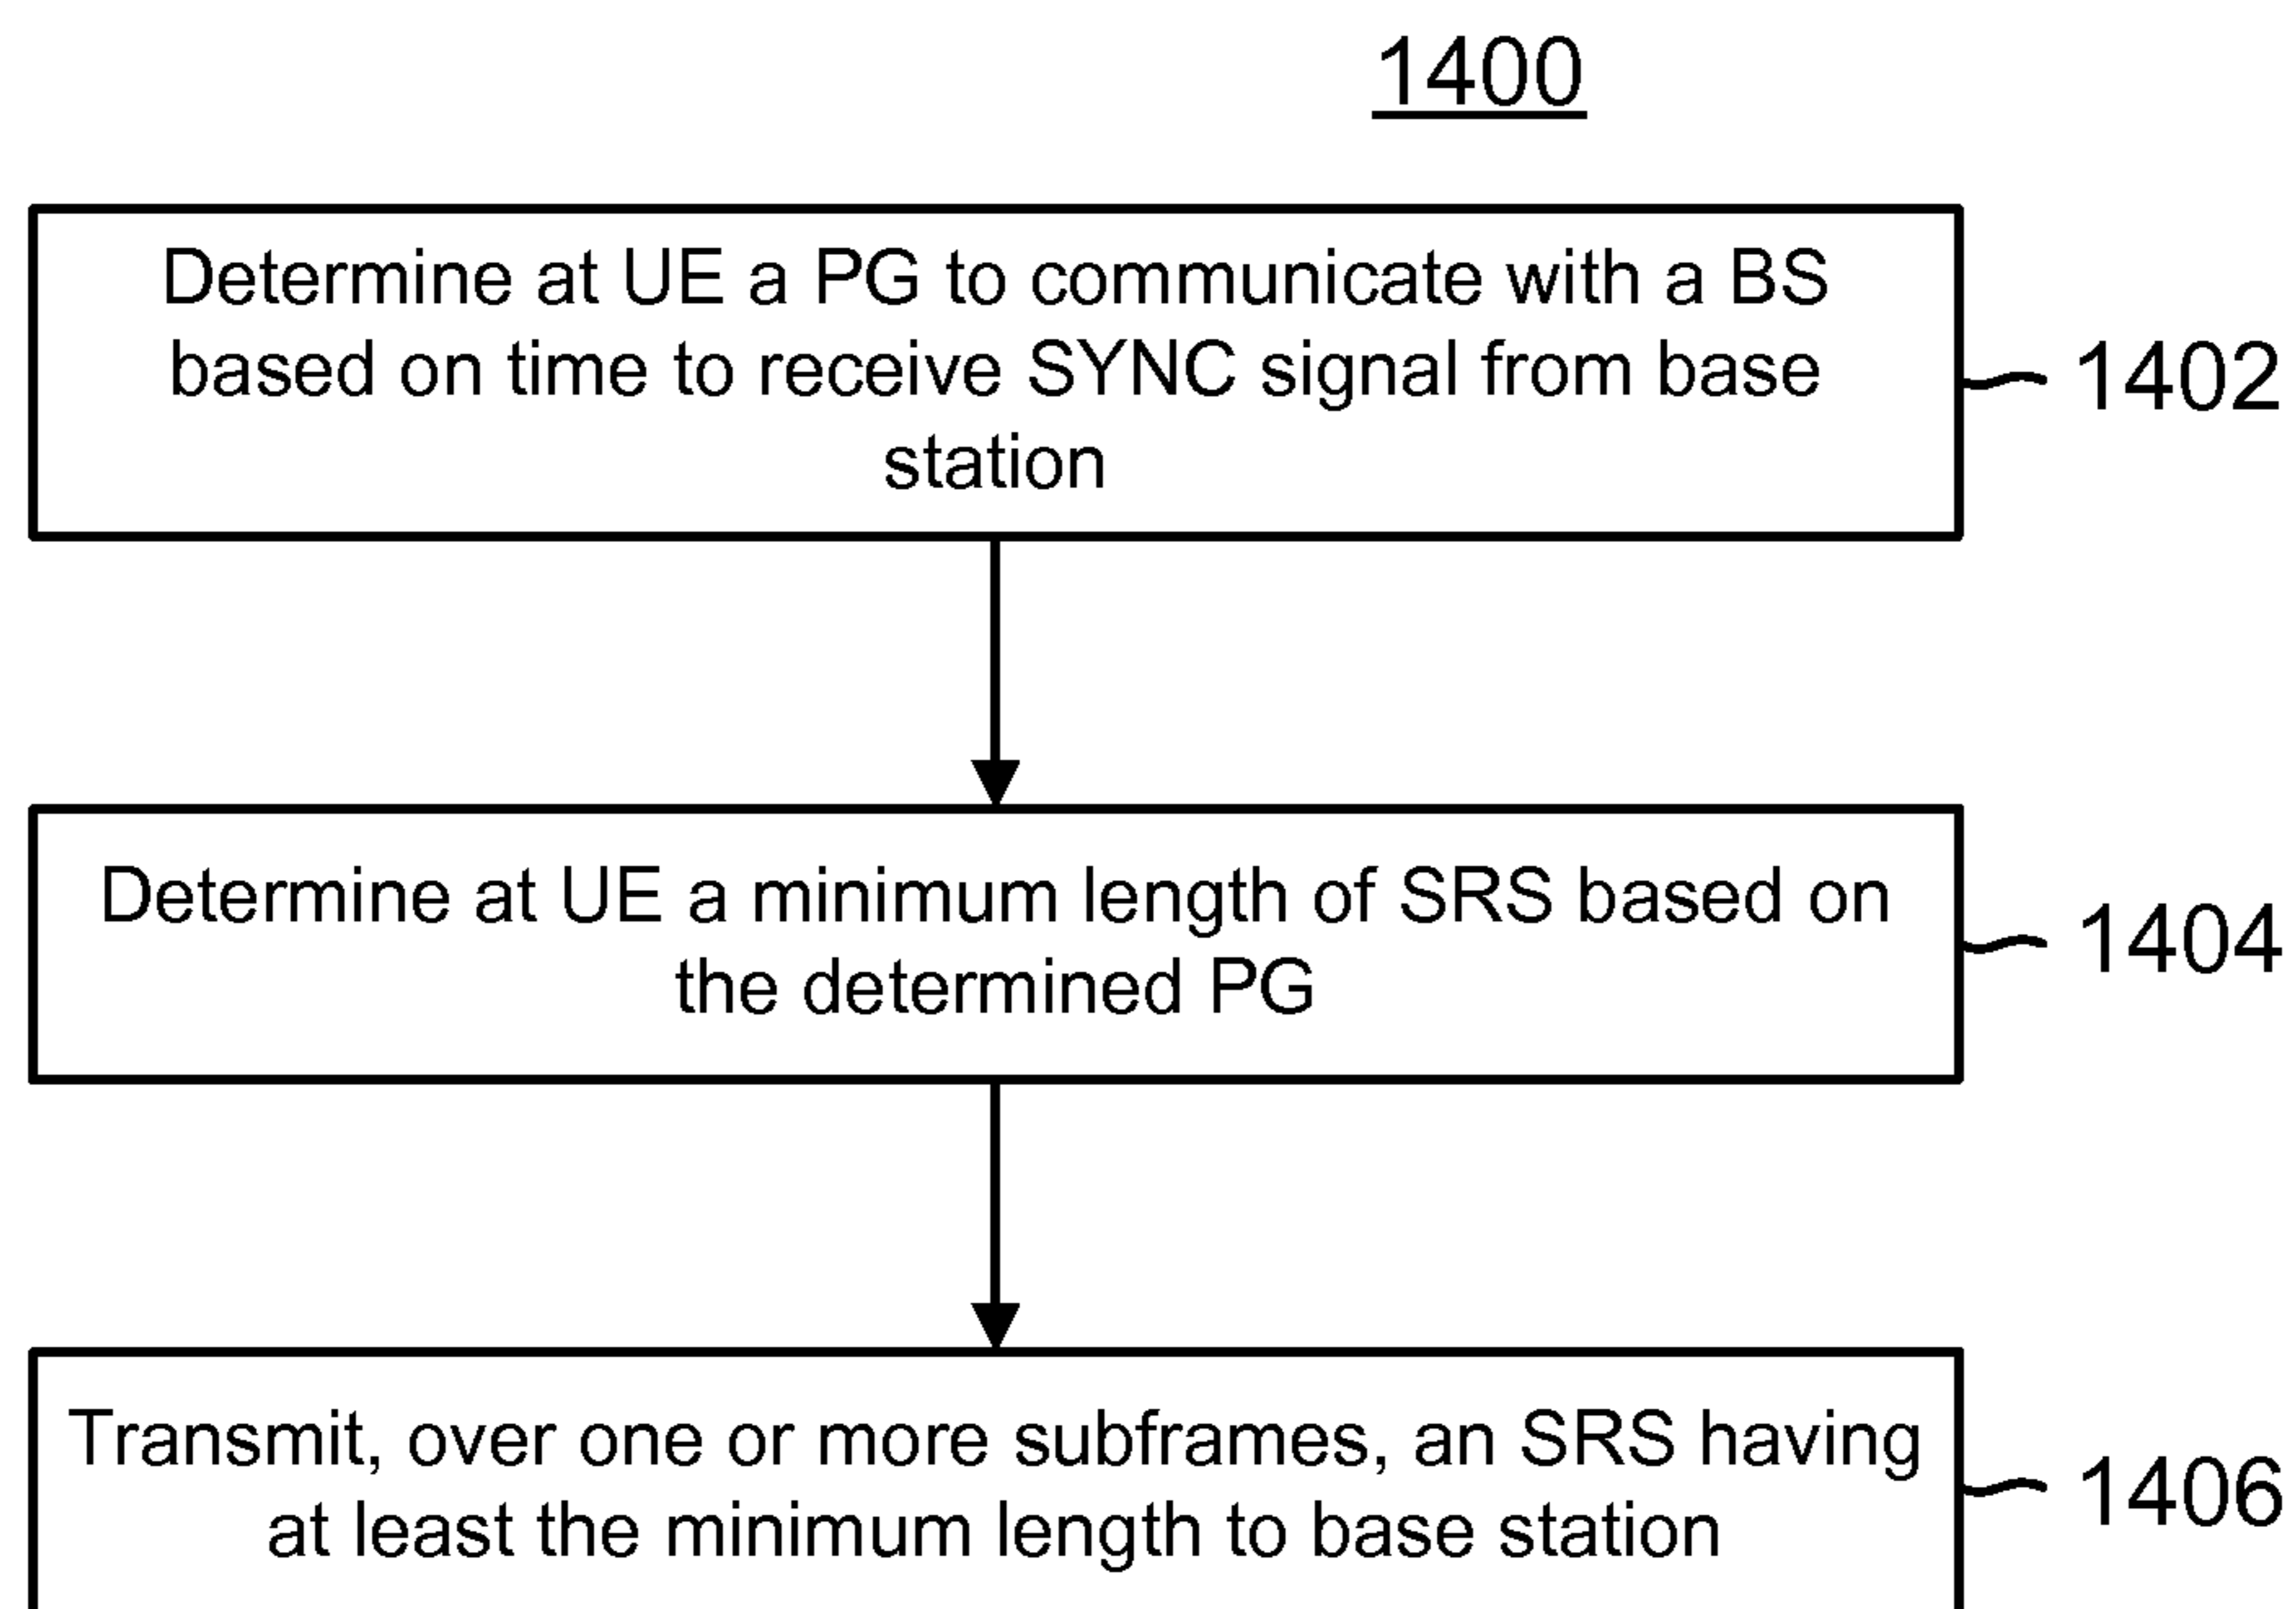 1400
Determine at UE a PG to communicate with a BS
based on time to receive SYNC signal from base
station
1402
Determine at UE a minimum length of SRS based on
the determined PG
1404
Transmit, over one or more subframes, an SRS having
at least the minimum length to base station
1406